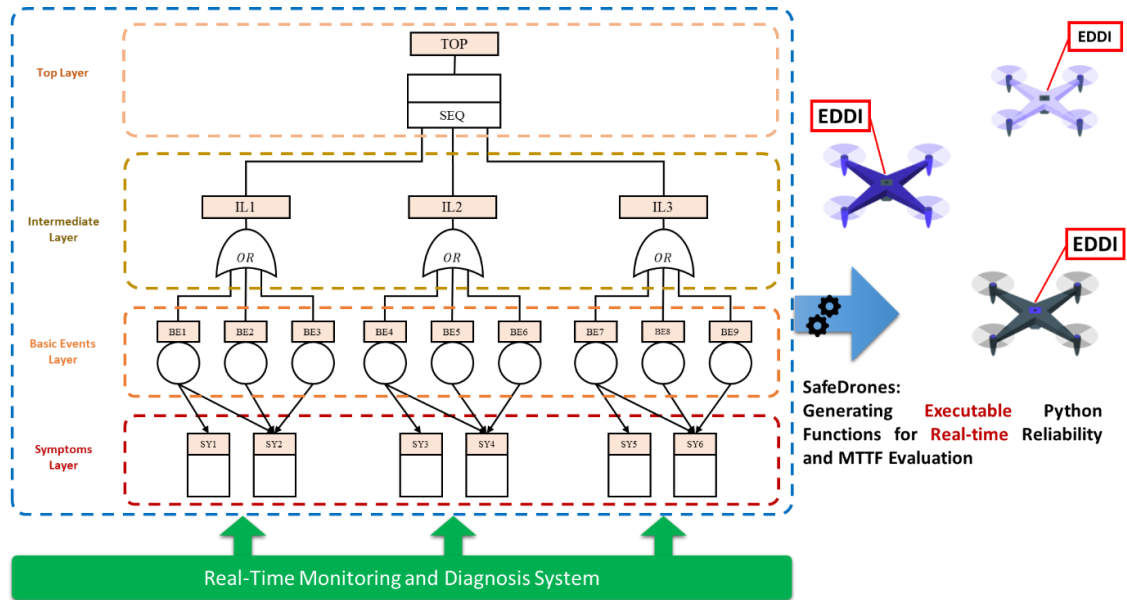 TOP
Top Layer
SEQ
EDDI
EDDI
IL1
IL2
IL3
Intermediate
Layer
OR
OR
OR
EDDI
BE1
BE2
BE3
BE4
BE5
BE6
BE7
BE8
BE9
Basic Events
Layer
SafeDrones:
Generating Executable Python
Functions for Real-time Reliability
and MTTF Evaluation
SY1
SY2
SY3
SY4
SY5
SY6
Symptoms
Layer
Real-Time Monitoring and Diagnosis System